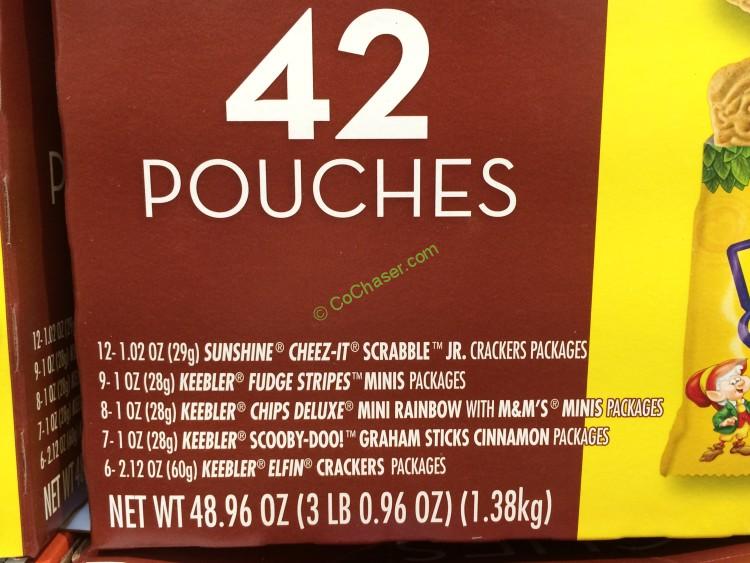 42
POUCHES
© CoChaser.com
12- 1.02 OZ (29g) SUNSHINE® CHEEZ-IT® SCRABBLE™ JR. CRACKERS PACKAGES
9- 1 OZ (28g) KEEBLER® FUDGE STRIPES™ MINIS PACKAGES
8- 1 OZ (28g) KEEBLER® CHIPS DELUXE® MINI RAINBOW WITH M&M'S® MINIS PACKAGES
7- 1 OZ (28g) KEEBLER® SCOOBY-DOO!™ GRAHAM STICKS CINNAMON PACKAGES
6- 2.12 OZ (60g) KEEBLER® ELFIN® CRACKERS PACKAGES
NET WT 48.96 OZ (3 LB 0.96 OZ) (1.38kg)